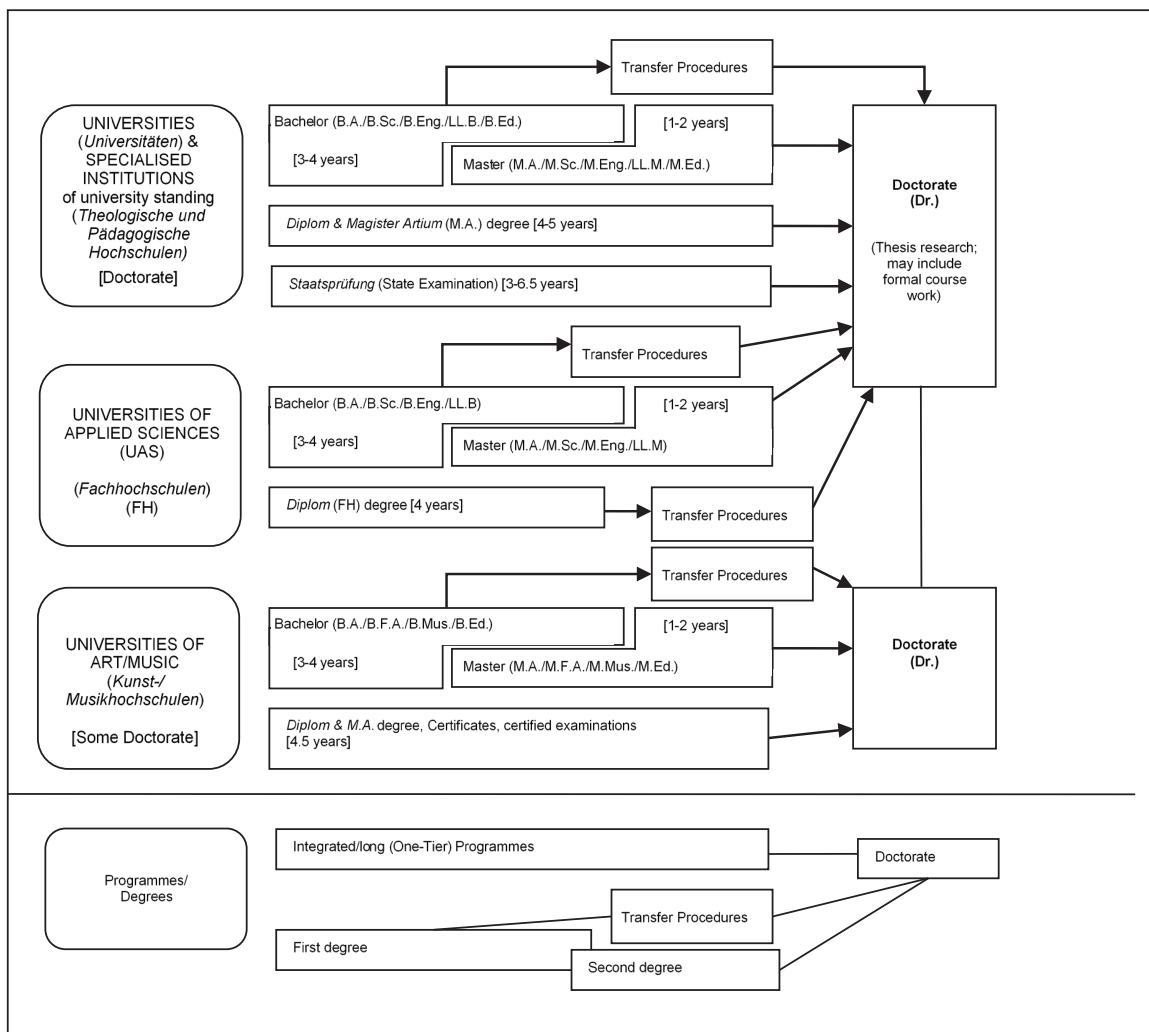 Transfer Procedures
UNIVERSITIES
(Universitäten) &
SPECIALISED
INSTITUTIONS
of university standing
(Theologische und
Pädagogische
Hochschulen)
[Doctorate]
Bachelor (B.A./B.Sc./B.Eng./LL.B./B.Ed.)
[1-2 years]
[3-4 years]
Master (M.A./M.Sc./M.Eng./LL.M./M.Ed.)
Diplom & Magister Artium (M.A.) degree [4-5 years]
Staatsprüfung (State Examination) [3-6.5 years]
Doctorate
(Dr.)
(Thesis research;
may include
formal course
work)
UNIVERSITIES OF
APPLIED SCIENCES
(UAS)
(Fachhochschulen)
(FH)
Transfer Procedures
Bachelor (B.A./B.Sc./B.Eng./LL.B)
[1-2 years]
[3-4 years]
Master (M.A./M.Sc./M.Eng./LL.M)
Diplom (FH) degree [4 years]
Transfer Procedures
UNIVERSITIES OF
ART/MUSIC
(Kunst-/
Musikhochschulen)
[Some Doctorate]
Transfer Procedures
Bachelor (B.A./B.F.A./B.Mus./B.Ed.)
[1-2 years]
[3-4 years]
Master (M.A./M.F.A./M.Mus./M.Ed.)
Diplom & M.A. degree, Certificates, certified examinations
[4.5 years]
Doctorate
(Dr.)
Programmes/
Degrees
Integrated/long (One-Tier) Programmes
Doctorate
Transfer Procedures
First degree
Second degree